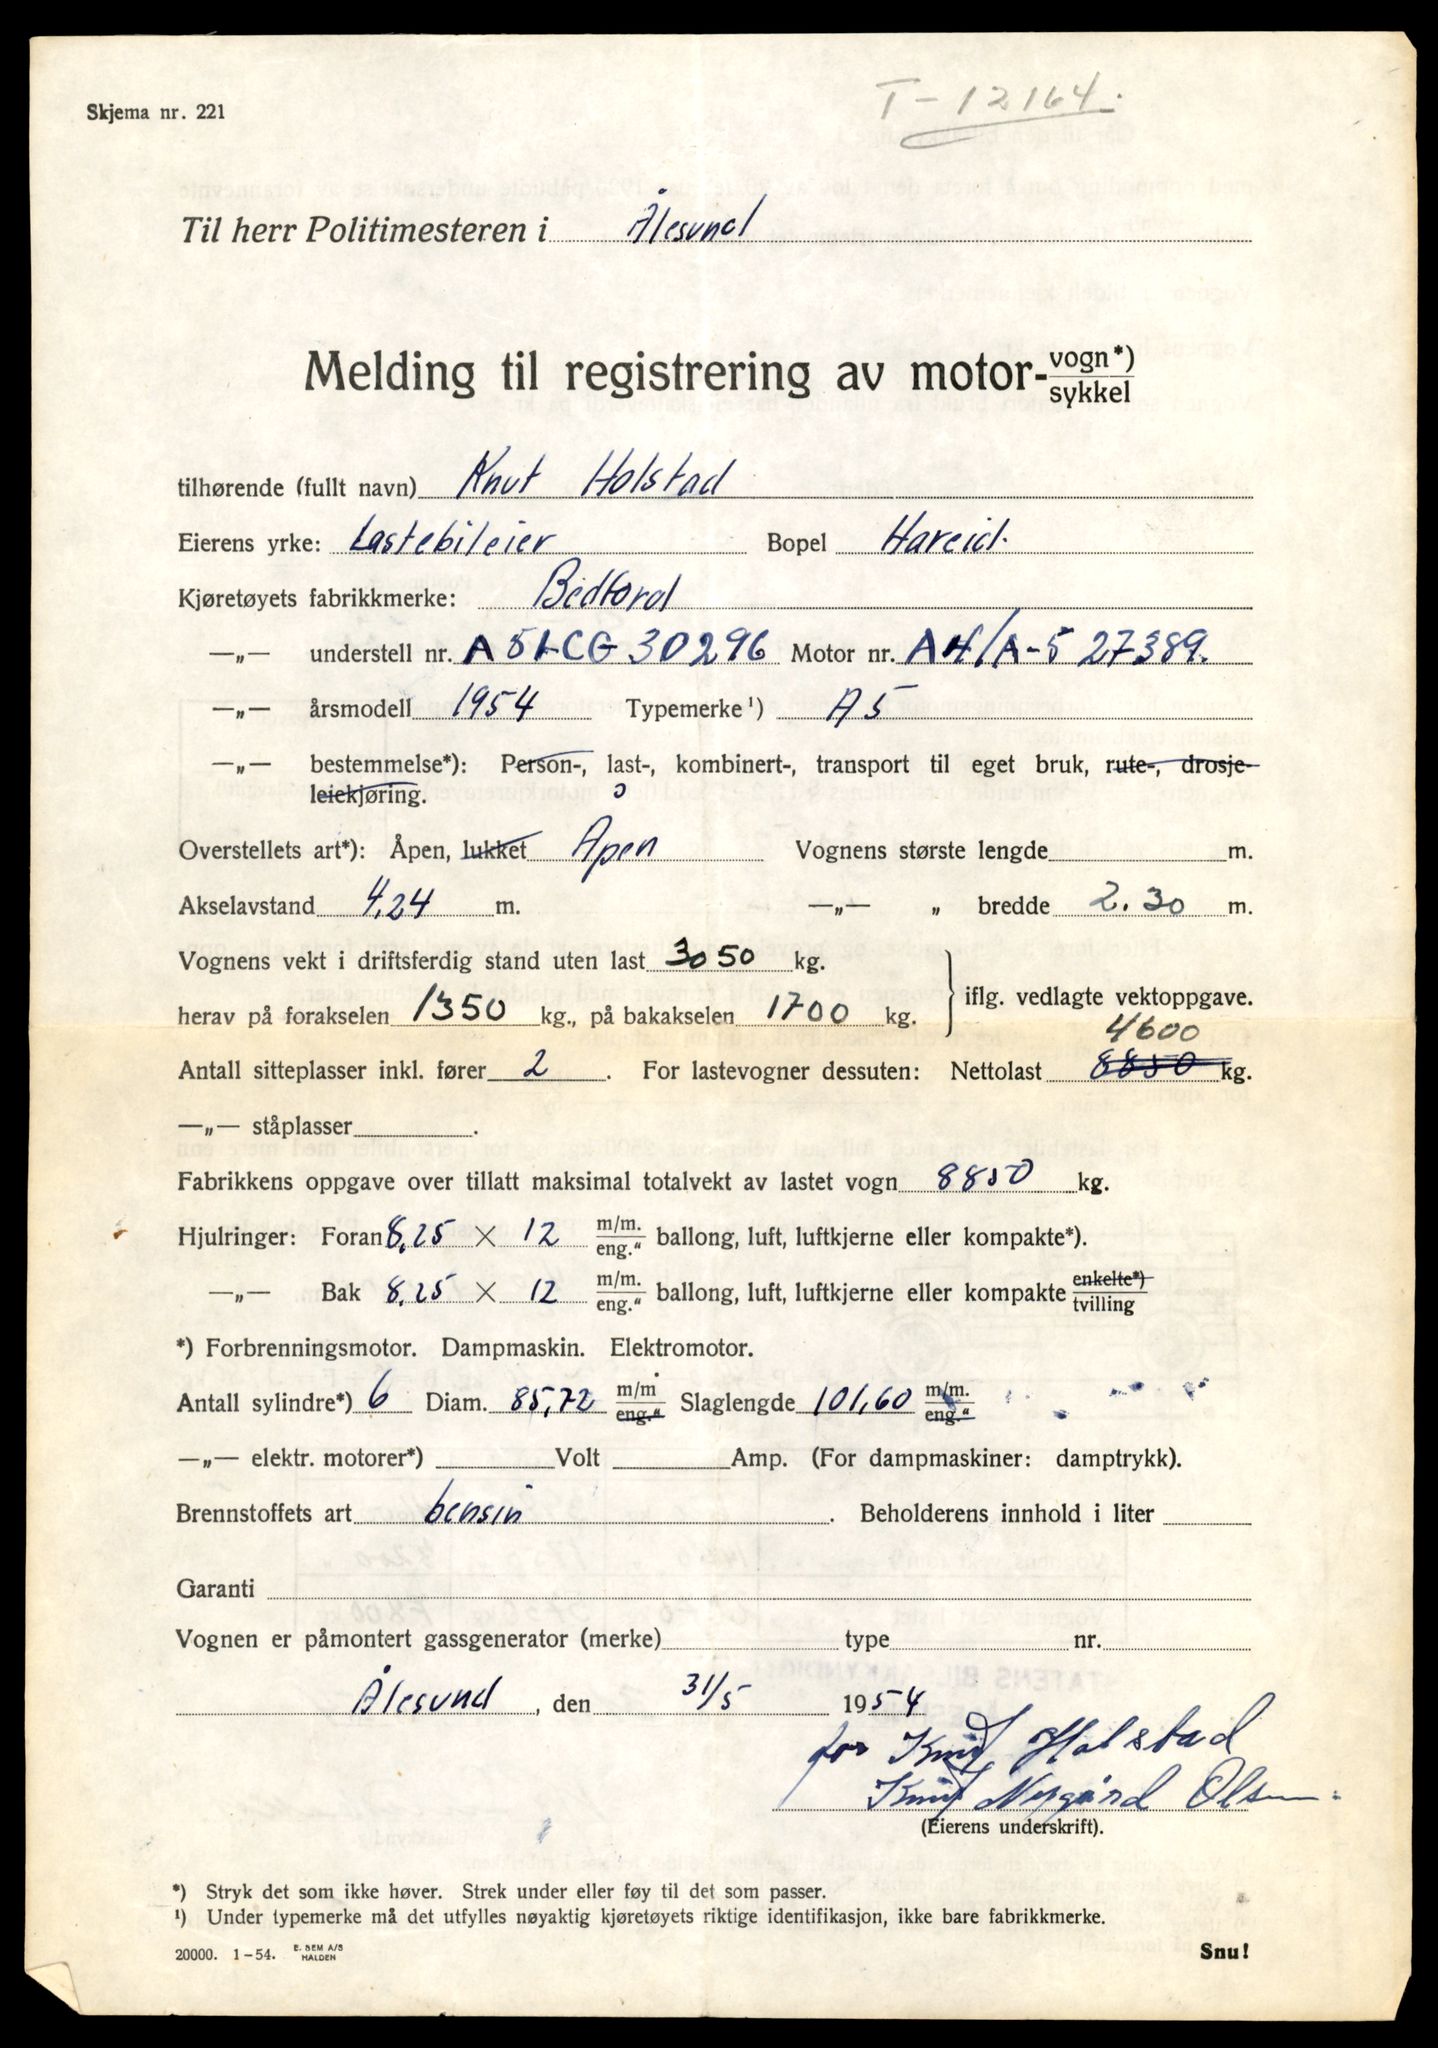 T-12164.
Skjema nr. 221
Til herr Politimesteren i Ålesund
Melding til registrering av motor-vogn*) sykkel
tilhørende (fullt navn) Knut Holstad
Eierens yrke: Lastebileier Bopel Hareid.
Kjøretøyets fabrikkmerke: Bedford
—„— understell nr. A5LCG 30296 Motor nr. A4/A-5 27389.
—„— årsmodell 1954 Typemerke¹) A5
—„— bestemmelse*): Person-, last-, kombinert-, transport til eget bruk, rute-, drosje-
leiekjøring.
Overstellets art*): Åpen, lukket Åpen Vognens største lengde m.
Akselavstand 4,24 m. —„— „ bredde 2.30 m.
Vognens vekt i driftsferdig stand uten last 3050 kg.
herav på forakselen 1350 kg., på bakakselen 1700 kg. iflg. vedlagte vektoppgave.
4600
Antall sitteplasser inkl. fører 2. For lastevogner dessuten: Nettolast 8850 kg.
—„— ståplasser .
Fabrikkens oppgave over tillatt maksimal totalvekt av lastet vogn 8850 kg.
Hjulringer: Foran 8,25 × 12 m/m. eng.“ ballong, luft, luftkjerne eller kompakte*).
—„— Bak 8,25 × 12 m/m. eng.“ ballong, luft, luftkjerne eller kompakte enkelte*) tvilling
*) Forbrenningsmotor. Dampmaskin. Elektromotor.
Antall sylindre*) 6 Diam. 85,72 m/m eng.“ Slaglengde 101,60 m/m. eng.“
—„— elektr. motorer*) Volt Amp. (For dampmaskiner: damptrykk).
Brennstoffets art bensin. Beholderens innhold i liter
Garanti
Vognen er påmontert gassgenerator (merke) type nr.
Ålesund, den 31/5 1954
for Knut Holstad
Knut Nygård Olsen.
(Eierens underskrift).
*) Stryk det som ikke høver. Strek under eller føy til det som passer.
¹) Under typemerke må det utfylles nøyaktig kjøretøyets riktige identifikasjon, ikke bare fabrikkmerke.
20000. 1-54. E. SEM A/S HALDEN
Snu!